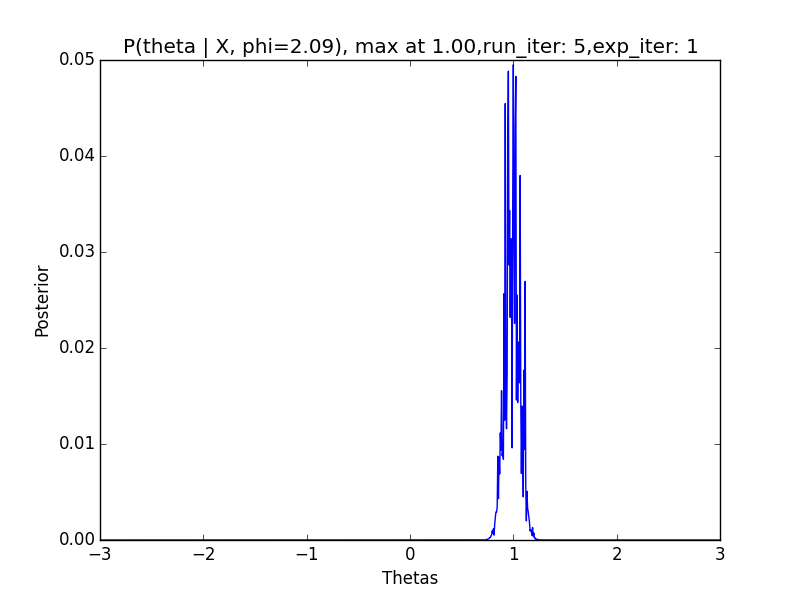 P(theta | X, phi=2.09), max at 1.00,run_iter: 5,exp_iter: 1
0.05
0.04
0.03
0.02
0.01
0.00
Posterior
−3 −2 −1 0 1 2 3
Thetas